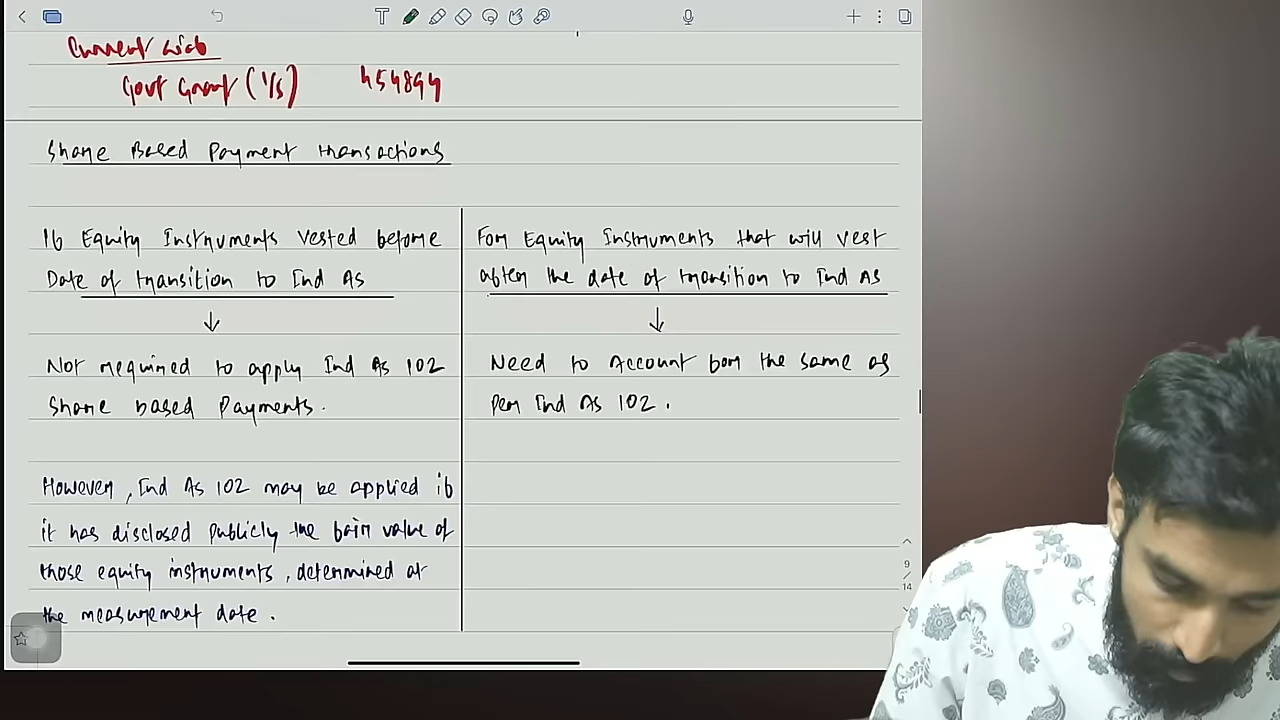 Current Liab
Govt Grant (B/S) 454894
Share Based Payment transactions
If Equity Instruments vested before
Date of transition to Ind As
Not required to apply Ind As 102
Share based Payments.
However, Ind As 102 may be applied if
it has disclosed publicly the fair value of
those equity instruments, determined at
the measurement date.
For Equity Instruments that will vest
after the date of transition to Ind As
Need to Account for the same as
Per Ind As 102.
9
/
14